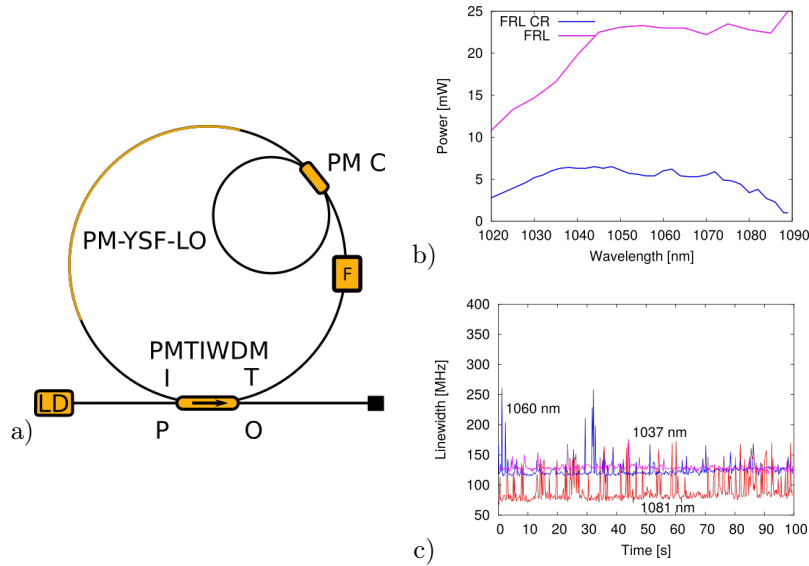 a)
PM C
PM-YSF-LO
F
PMTIWDM
I T
LD
P O
b)
FRL CR
FRL
Power [mW]
25
20
15
10
5
0
1020 1030 1040 1050 1060 1070 1080 1090
Wavelength [nm]
c)
Linewidth [MHz]
400
350
300
250
200
150
100
50
1060 nm
1037 nm
1081 nm
0 10 20 30 40 50 60 70 80 90 100
Time [s]